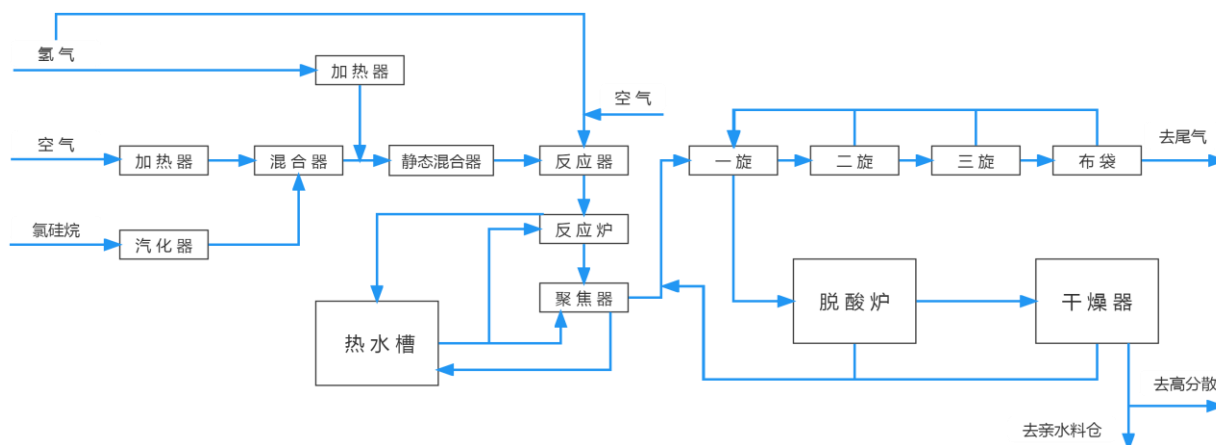 氢气
加热器
空气
空气
加热器
混合器
静态混合器
反应器
一旋
二旋
三旋
布袋
去尾气
氯硅烷
汽化器
反应炉
聚焦器
热水槽
脱酸炉
干燥器
去高分散
去亲水料仓